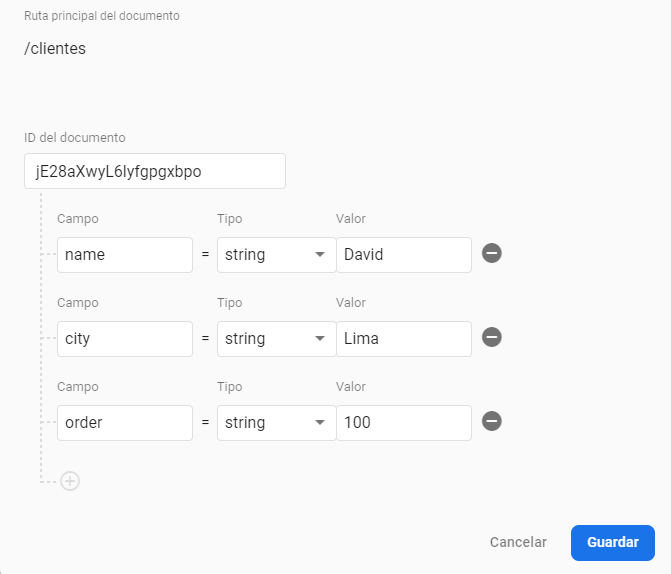 Ruta principal del documento
/clientes
ID del documento
jE28aXwyL6lyfgpgxbpo
Campo Tipo Valor
name = string David
Campo Tipo Valor
city = string Lima
Campo Tipo Valor
order = string 100
Cancelar Guardar